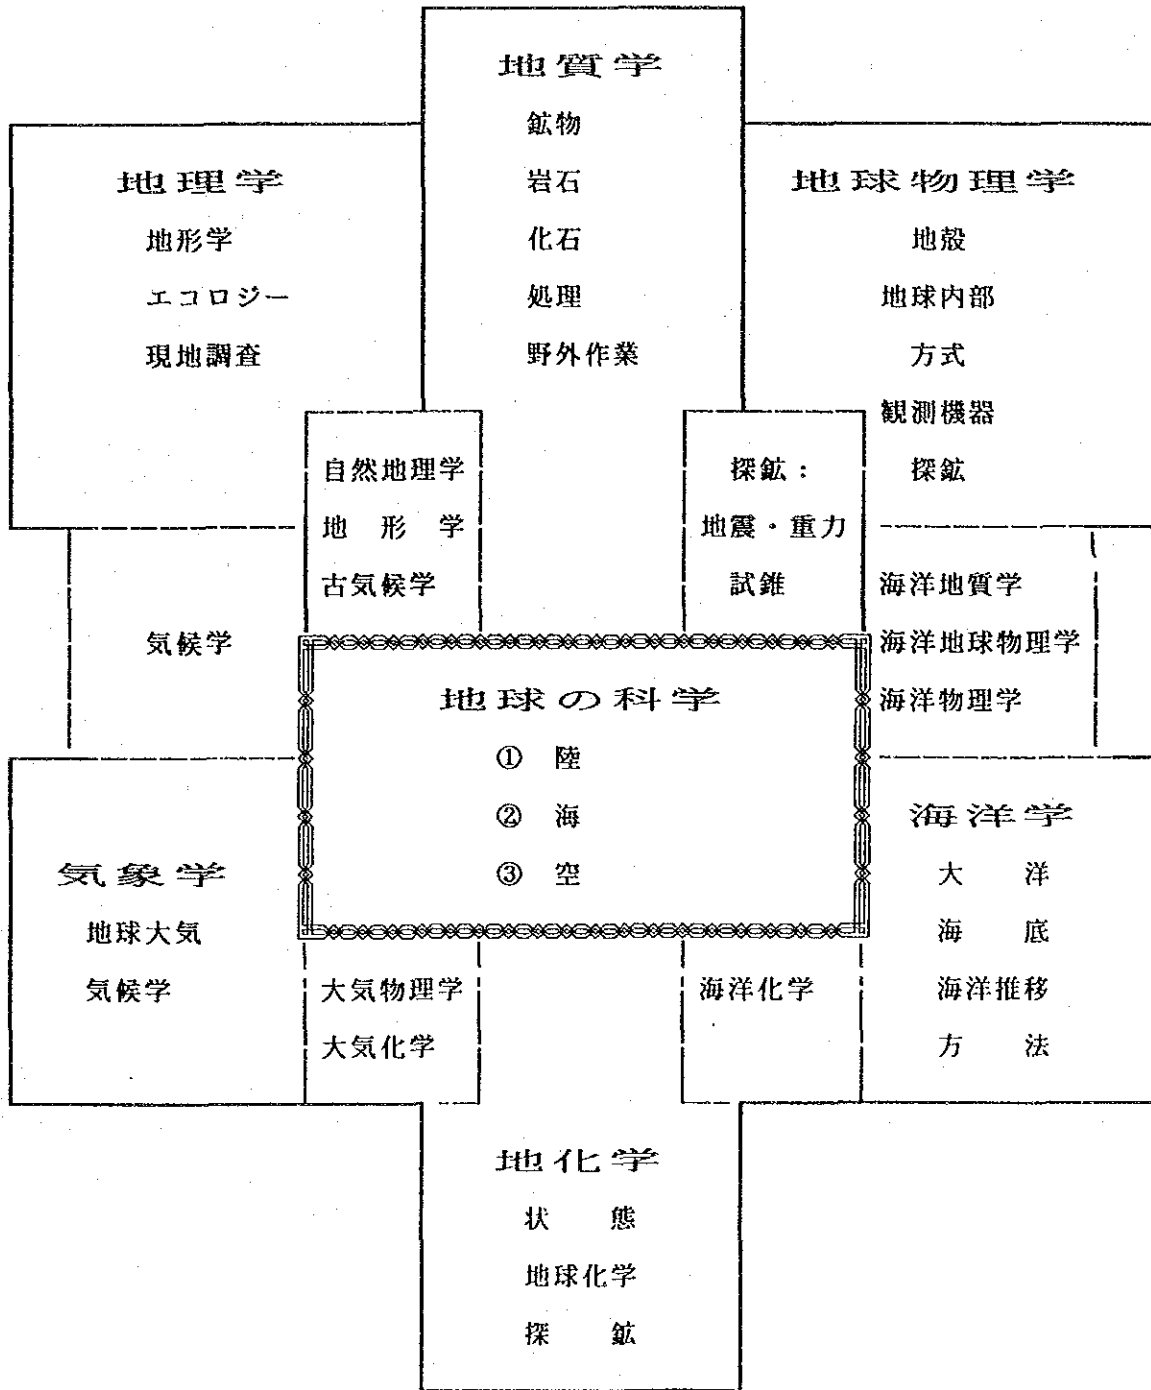 地質学
鉱物
岩石
化石
処理
野外作業
地理学
地形学
エコロジー
現地調査
地球物理学
地殻
地球内部
方式
観測機器
探鉱
自然地理学
地形学
古気候学
探鉱：
地震・重力
試錐
気候学
海洋地質学
海洋地球物理学
海洋物理学
地球の科学
① 陸
② 海
③ 空
気象学
地球大気
気候学
大気物理学
大気化学
海洋化学
海洋学
大洋
海底
海洋推移
方法
地化学
状態
地球化学
探鉱